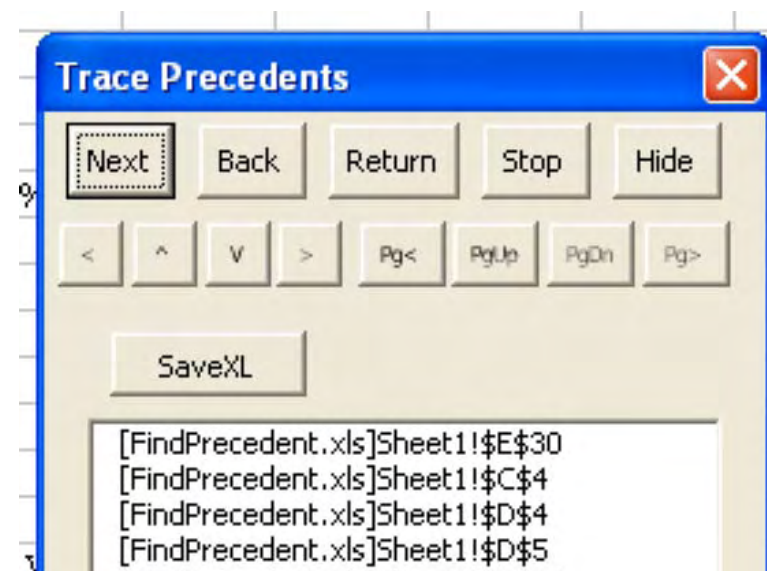 Trace Precedents
Next Back Return Stop Hide
%
< ^ V > Pg< PgUp PgDn Pg>
SaveXL
[FindPrecedent.xls]Sheet1!$E$30
[FindPrecedent.xls]Sheet1!$C$4
[FindPrecedent.xls]Sheet1!$D$4
[FindPrecedent.xls]Sheet1!$D$5